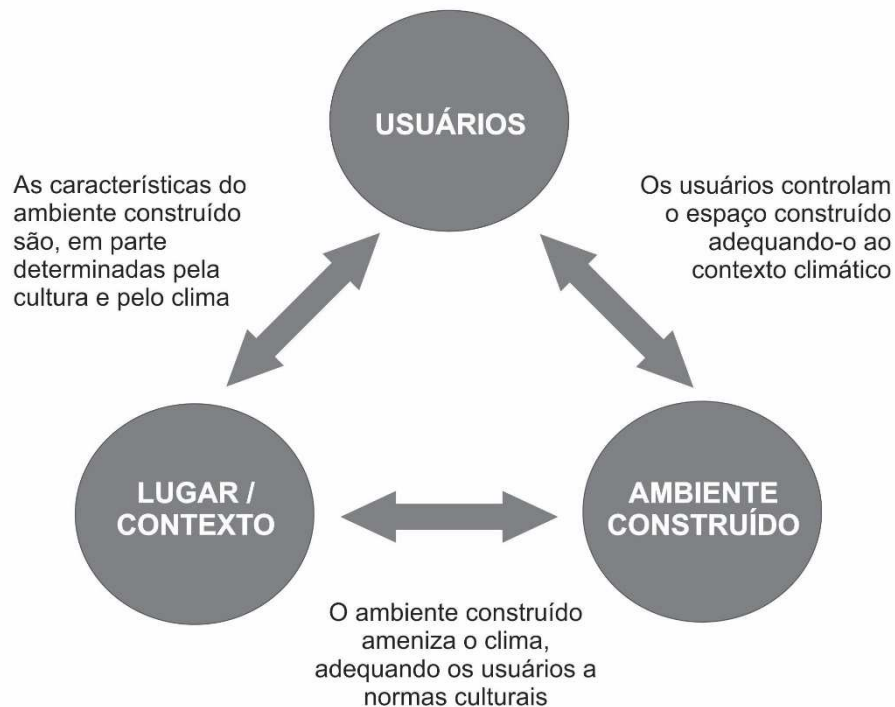 USUÁRIOS
As características do
ambiente construído
são, em parte
determinadas pela
cultura e pelo clima
Os usuários controlam
o espaço construído
adequando-o ao
contexto climático
LUGAR /
CONTEXTO
AMBIENTE
CONSTRUÍDO
O ambiente construído
ameniza o clima,
adequando os usuários a
normas culturais